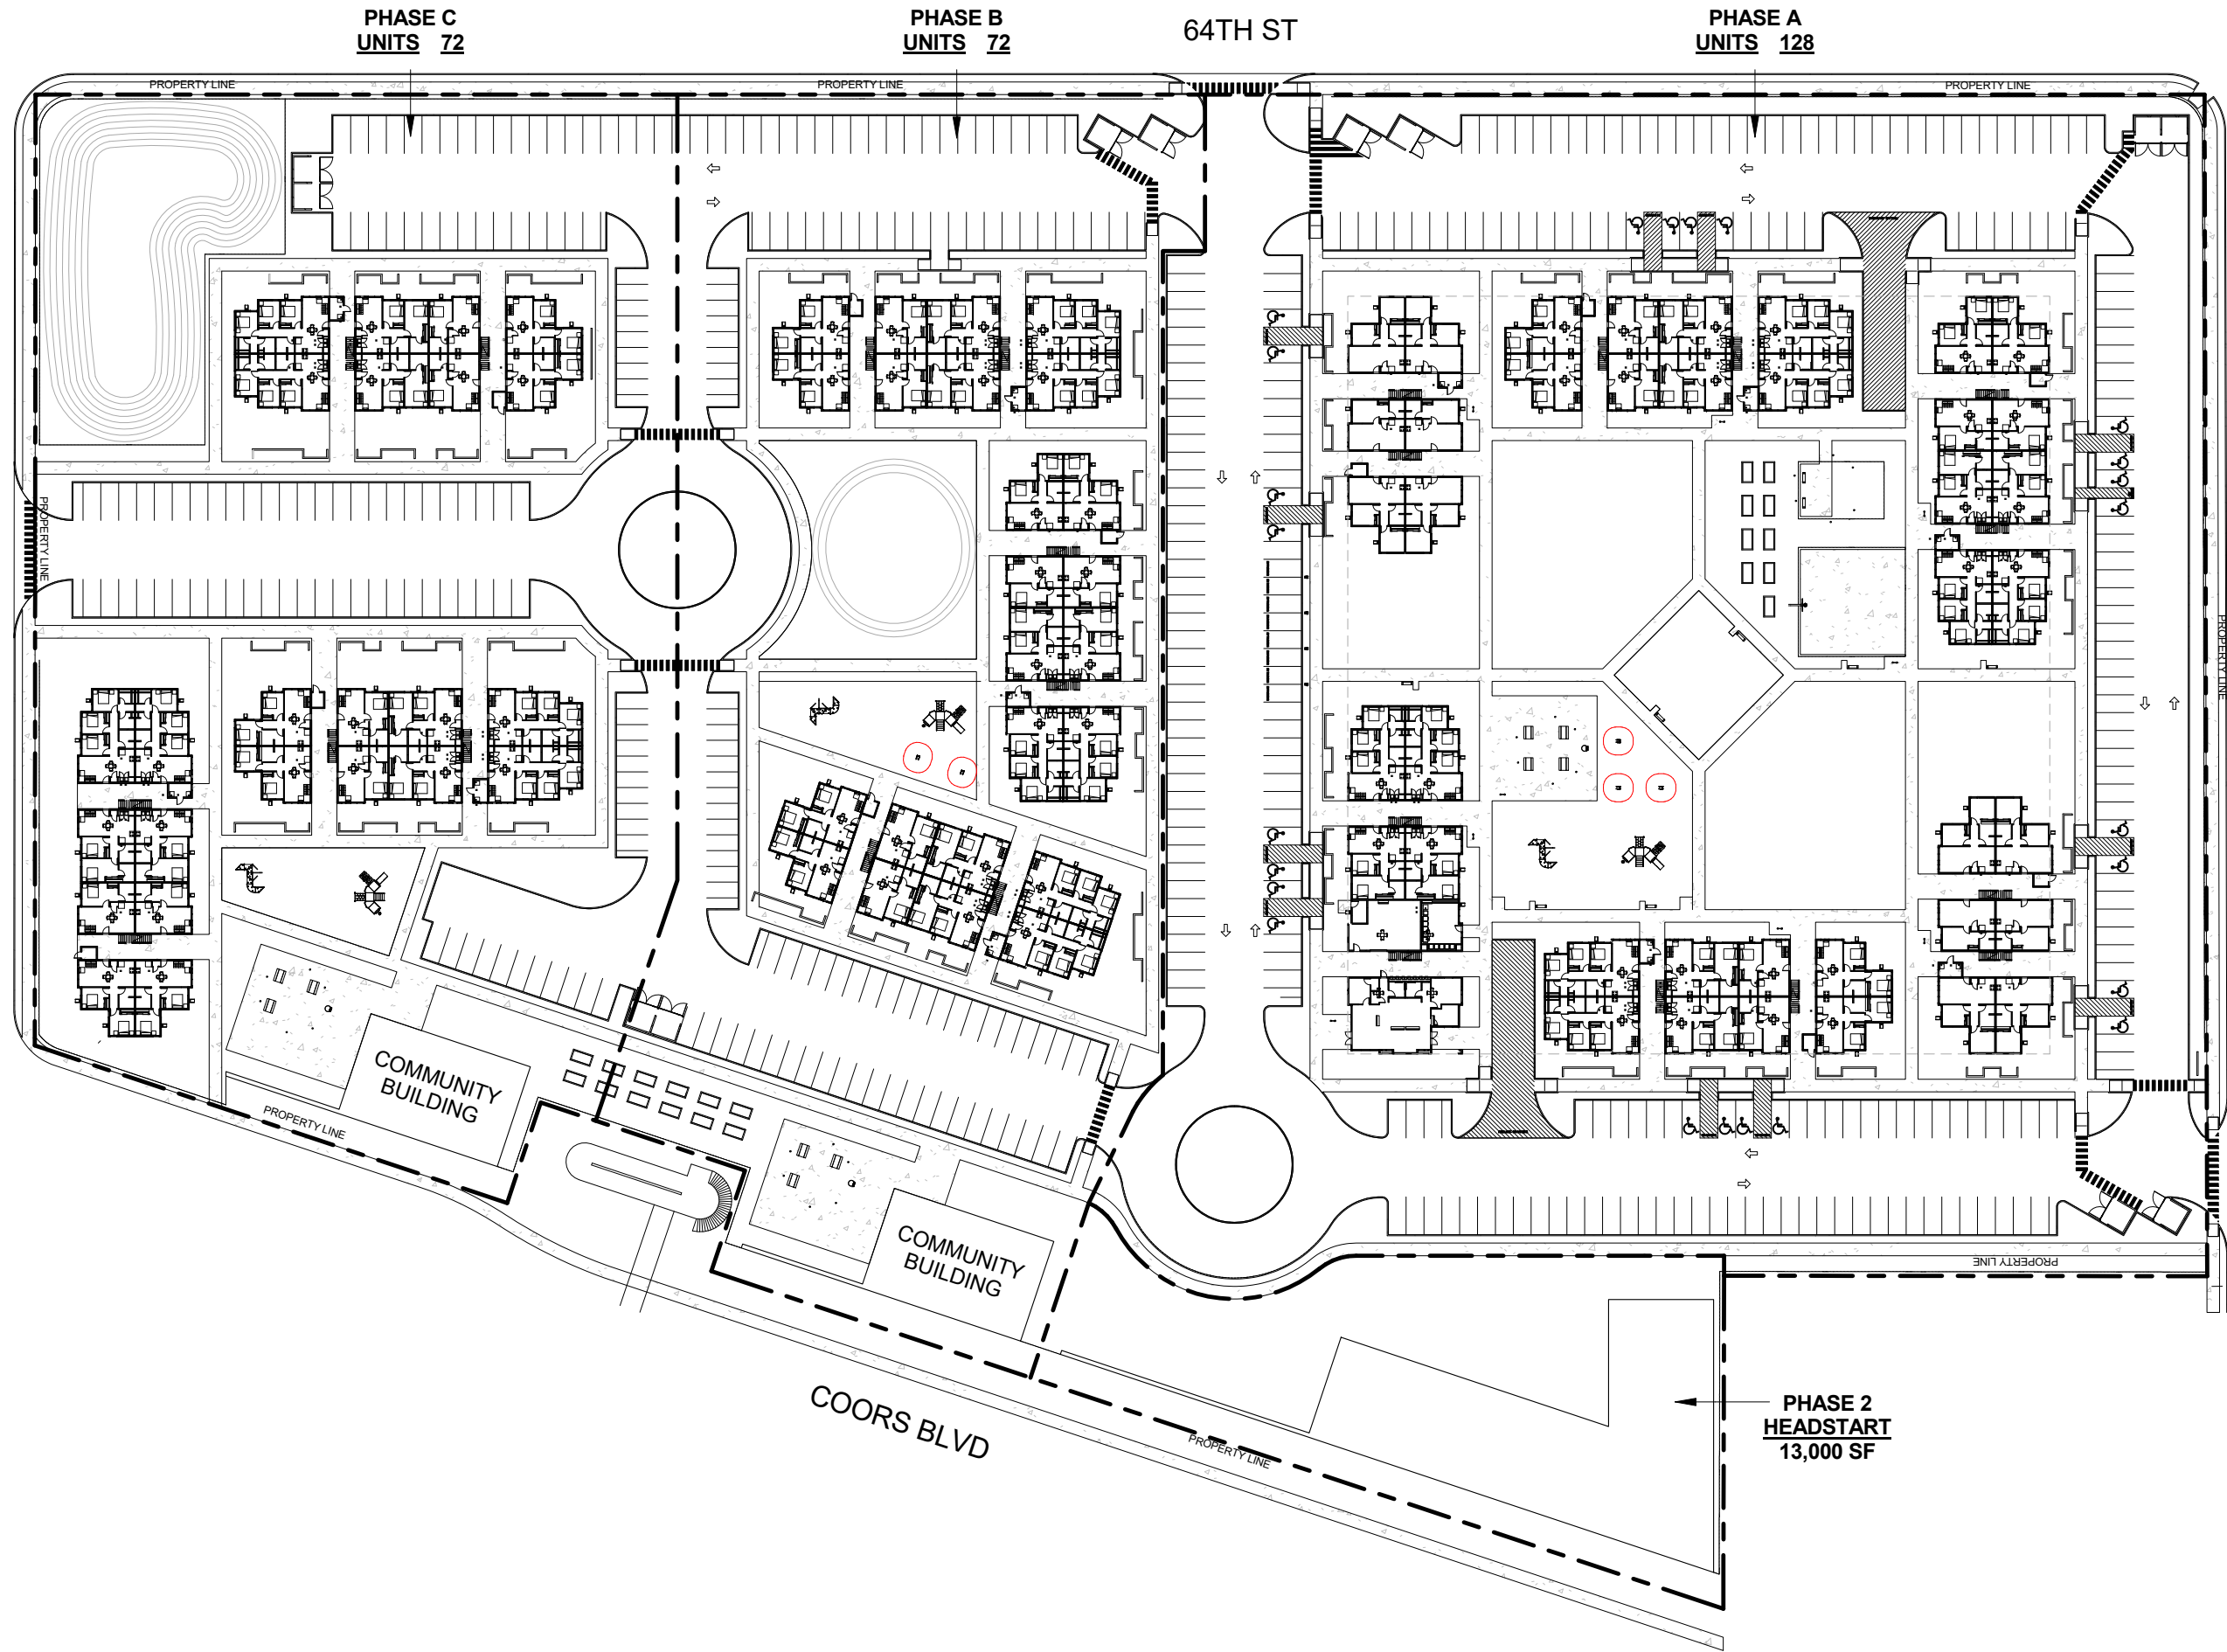 PHASE C
UNITS 72
PHASE B
UNITS 72
64TH ST
PHASE A
UNITS 128
PROPERTY LINE
PROPERTY LINE
PROPERTY LINE
PROPERTY LINE
PROPERTY LINE
COMMUNITY
BUILDING
PROPERTY LINE
COMMUNITY
BUILDING
PROPERTY LINE
COORS BLVD
PROPERTY LINE
PHASE 2
HEADSTART
13,000 SF